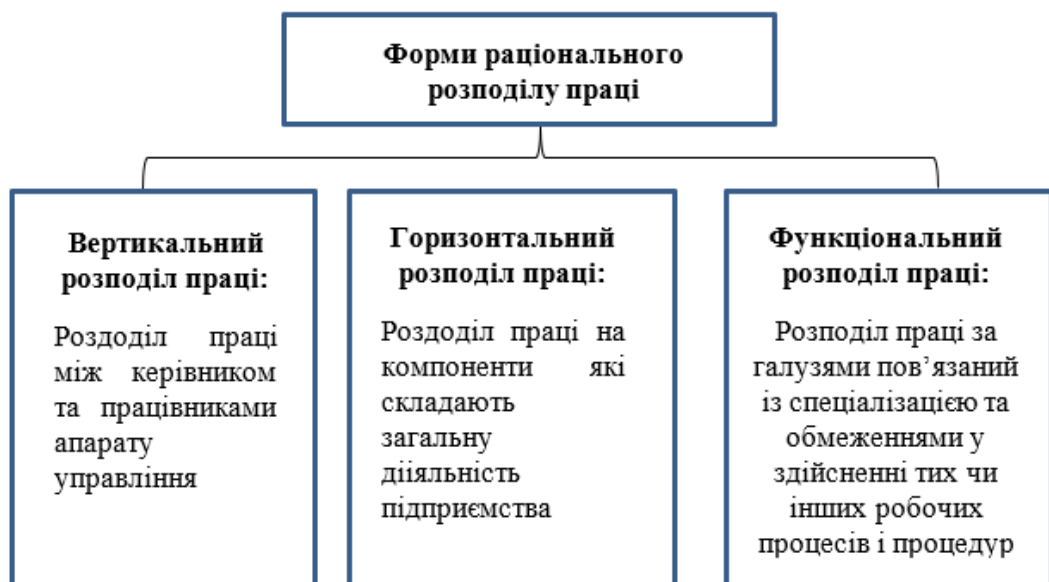 Форми раціонального
розподілу праці
Вертикальний
розподіл праці:
Роздоділ праці
між керівником
та працівниками
апарату
управління
Горизонтальний
розподіл праці:
Роздоділ праці на
компоненти які
складають
загальну
діияльність
підприємства
Функціональний
розподіл праці:
Розподіл праці за
галузями пов’язаний
із спеціалізацією та
обмеженнями у
здійсненні тих чи
інших робочих
процесів і процедур